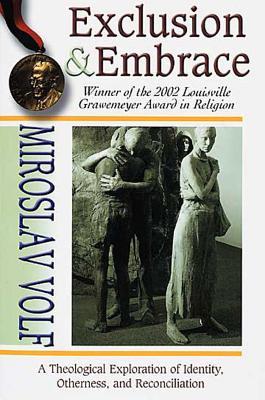 Exclusion
& Embrace
Winner of the 2002 Louisville
Grawemeyer Award in Religion
MIROSLAV VOLF
A Theological Exploration of Identity,
Otherness, and Reconciliation